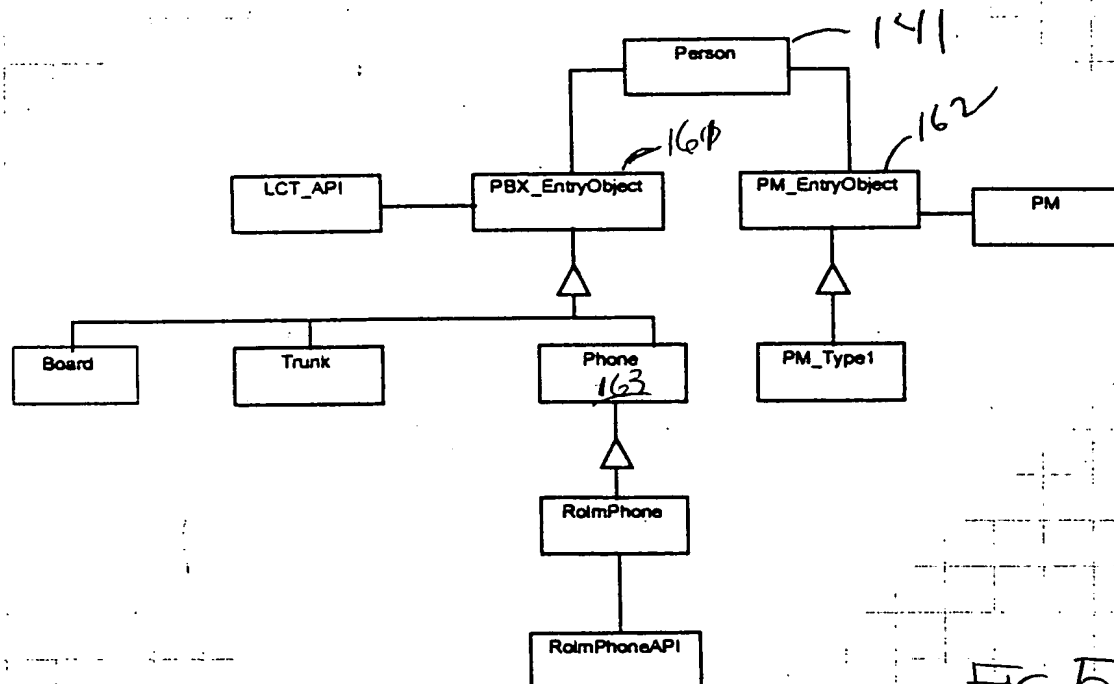 Person
141
160
162
LCT_API
PBX_EntryObject
PM_EntryObject
PM
Board
Trunk
Phone
163
PM_Type1
RolmPhone
RolmPhoneAPI